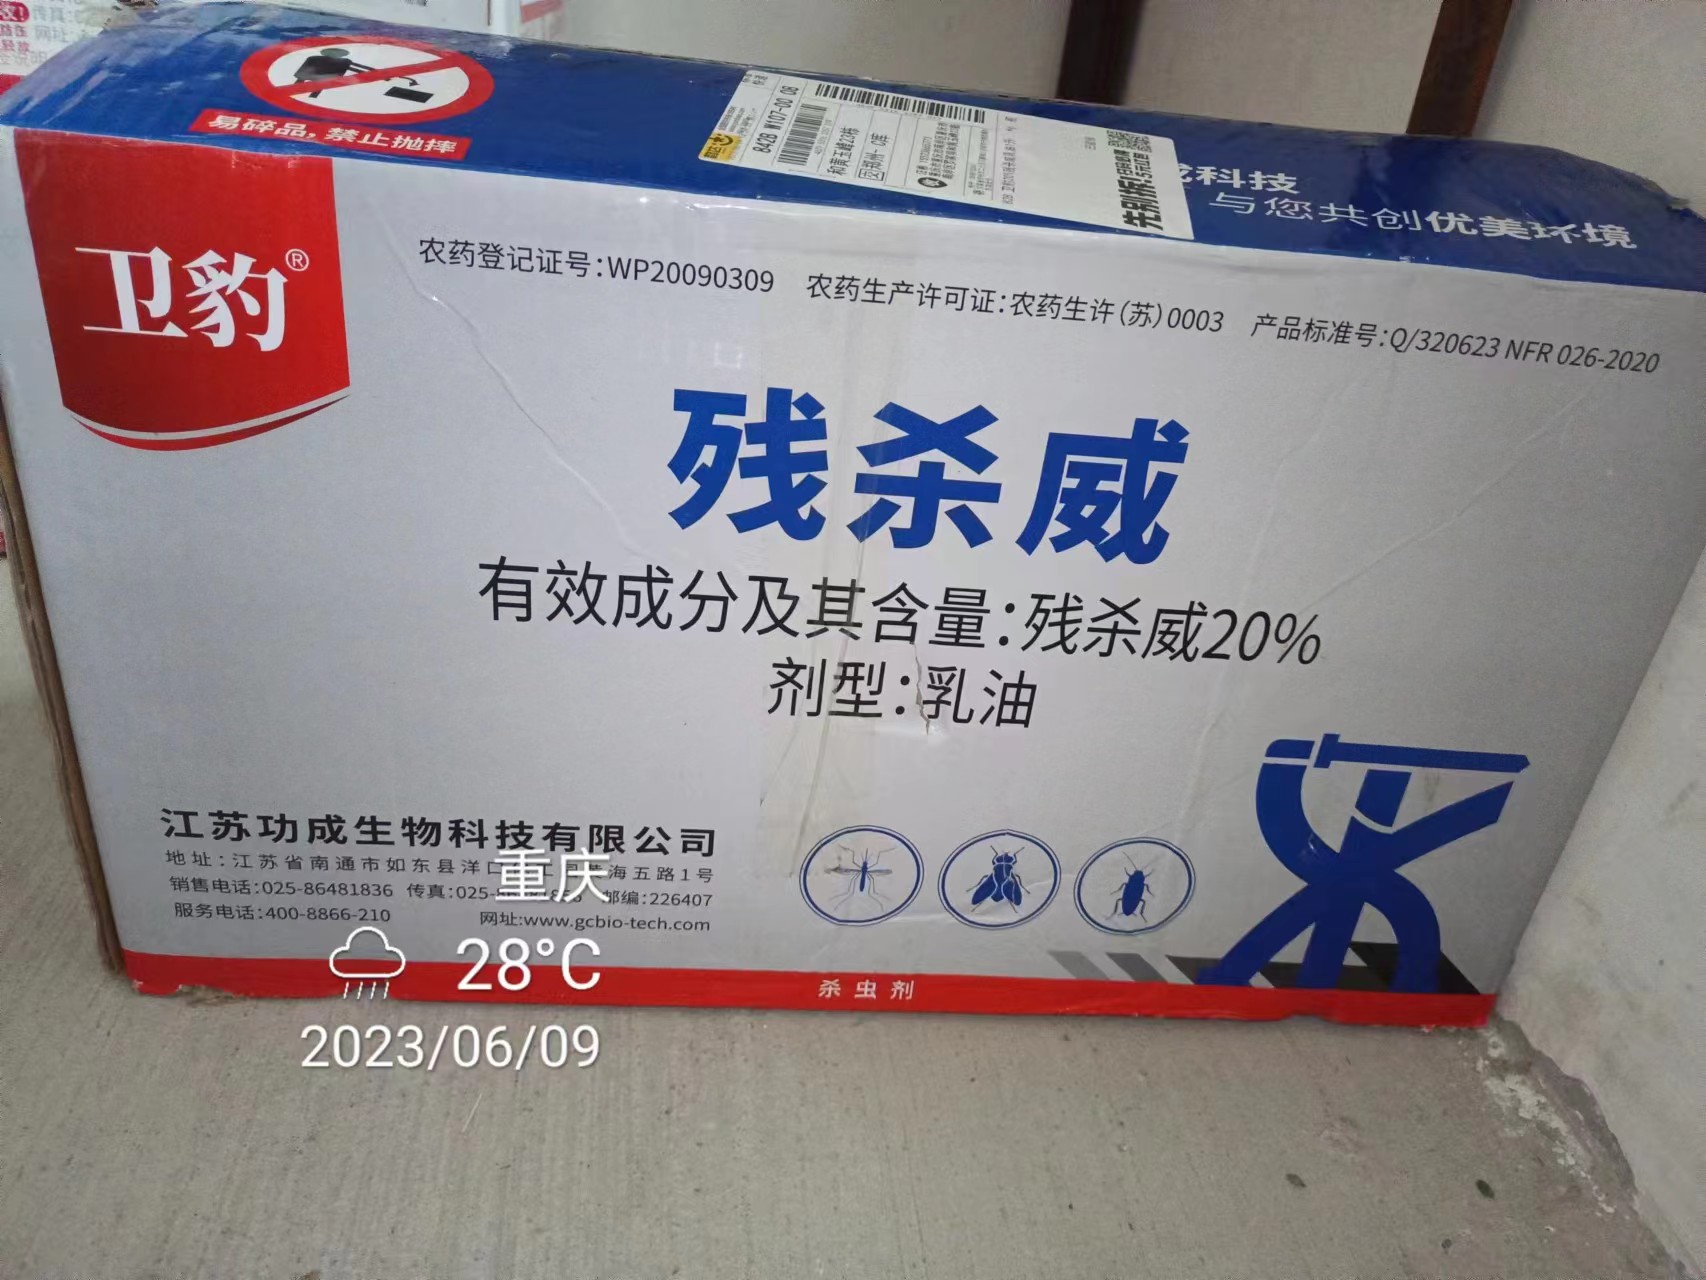 易碎品，禁止抛摔
8428 W107-00 08
科技
与您共创优美环境
卫豹®
农药登记证号：WP20090309 农药生产许可证：农药生许（苏）0003 产品标准号：Q/320623 NFR 026-2020
残杀威
有效成分及其含量：残杀威20%
剂型：乳油
江苏功成生物科技有限公司
地址：江苏省南通市如东县洋口 海五路1号
销售电话：025-86481836 传真：025- 邮编：226407
服务电话：400-8866-210 网址：www.gcbio-tech.com
杀虫剂
重庆
28°C
2023/06/09